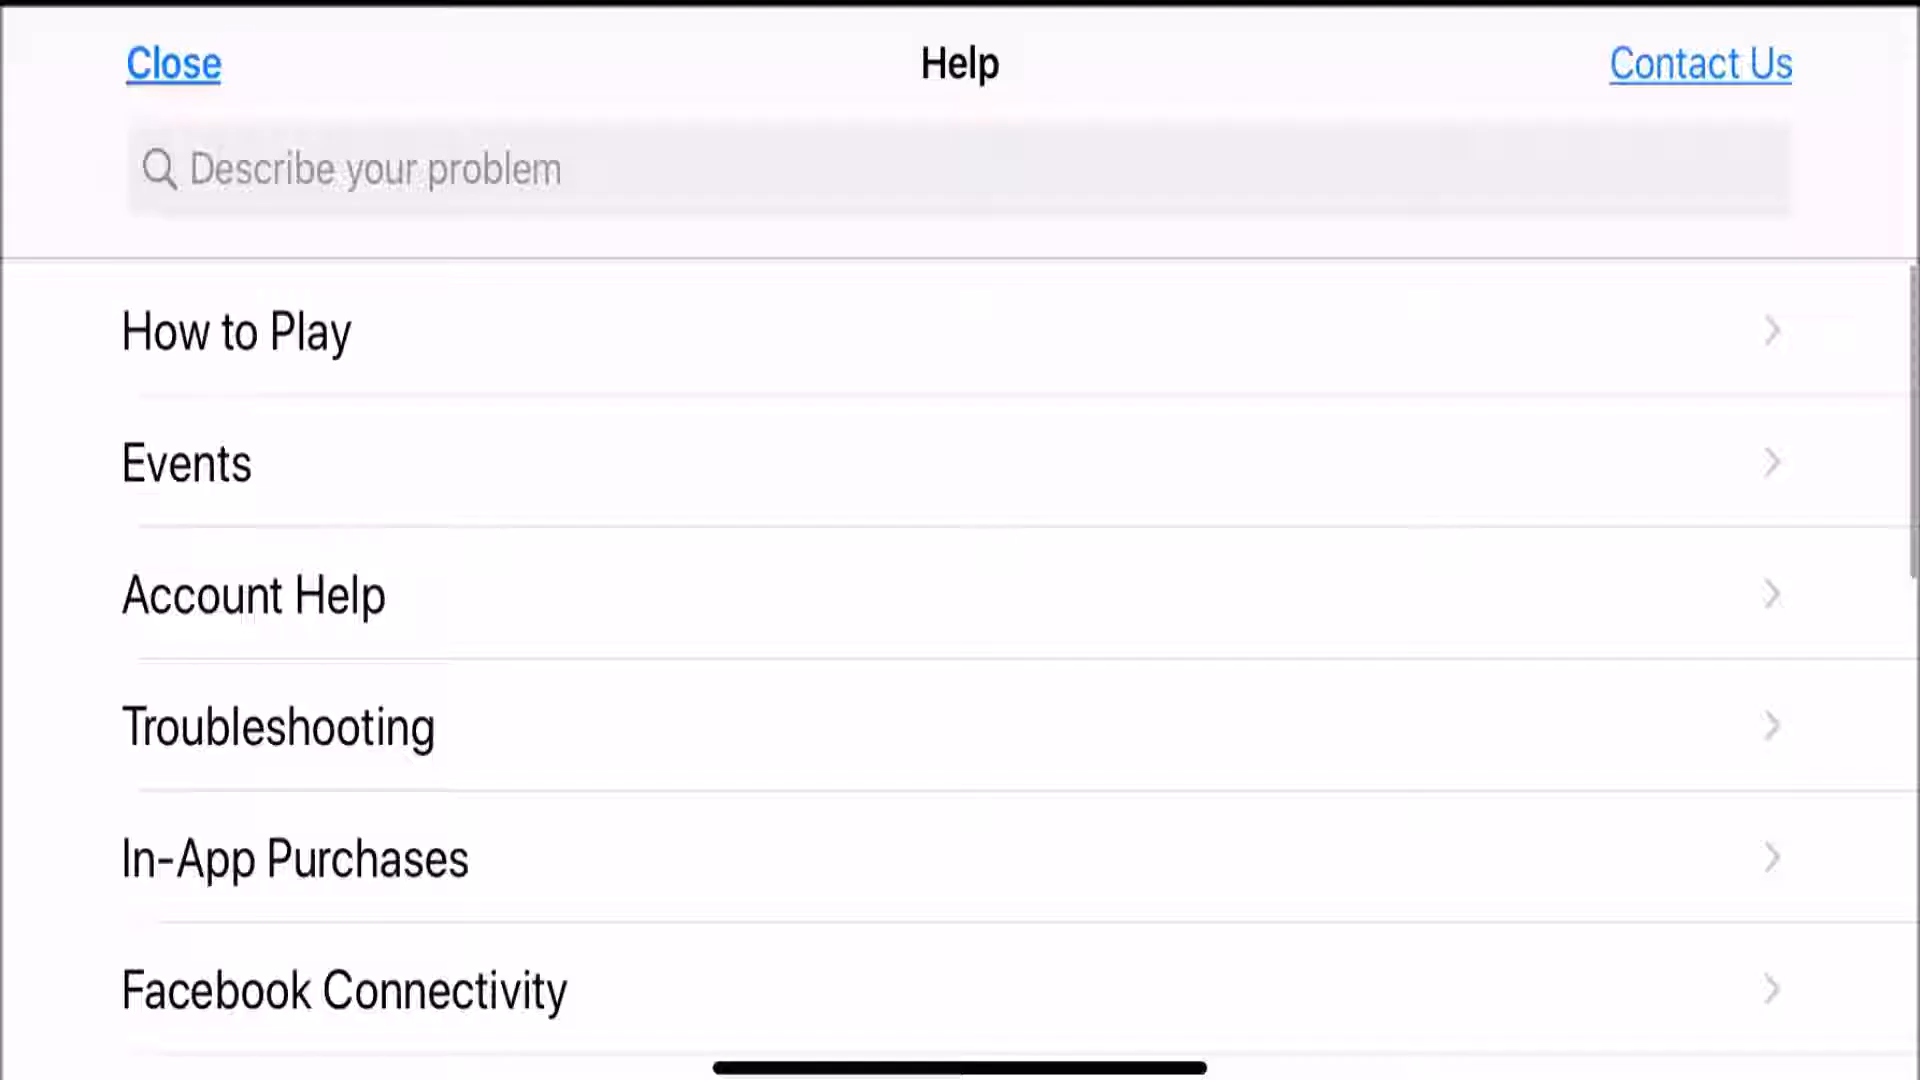 Close
Help
Contact Us
Describe your problem
How to Play
Events
Account Help
Troubleshooting
In-App Purchases
Facebook Connectivity